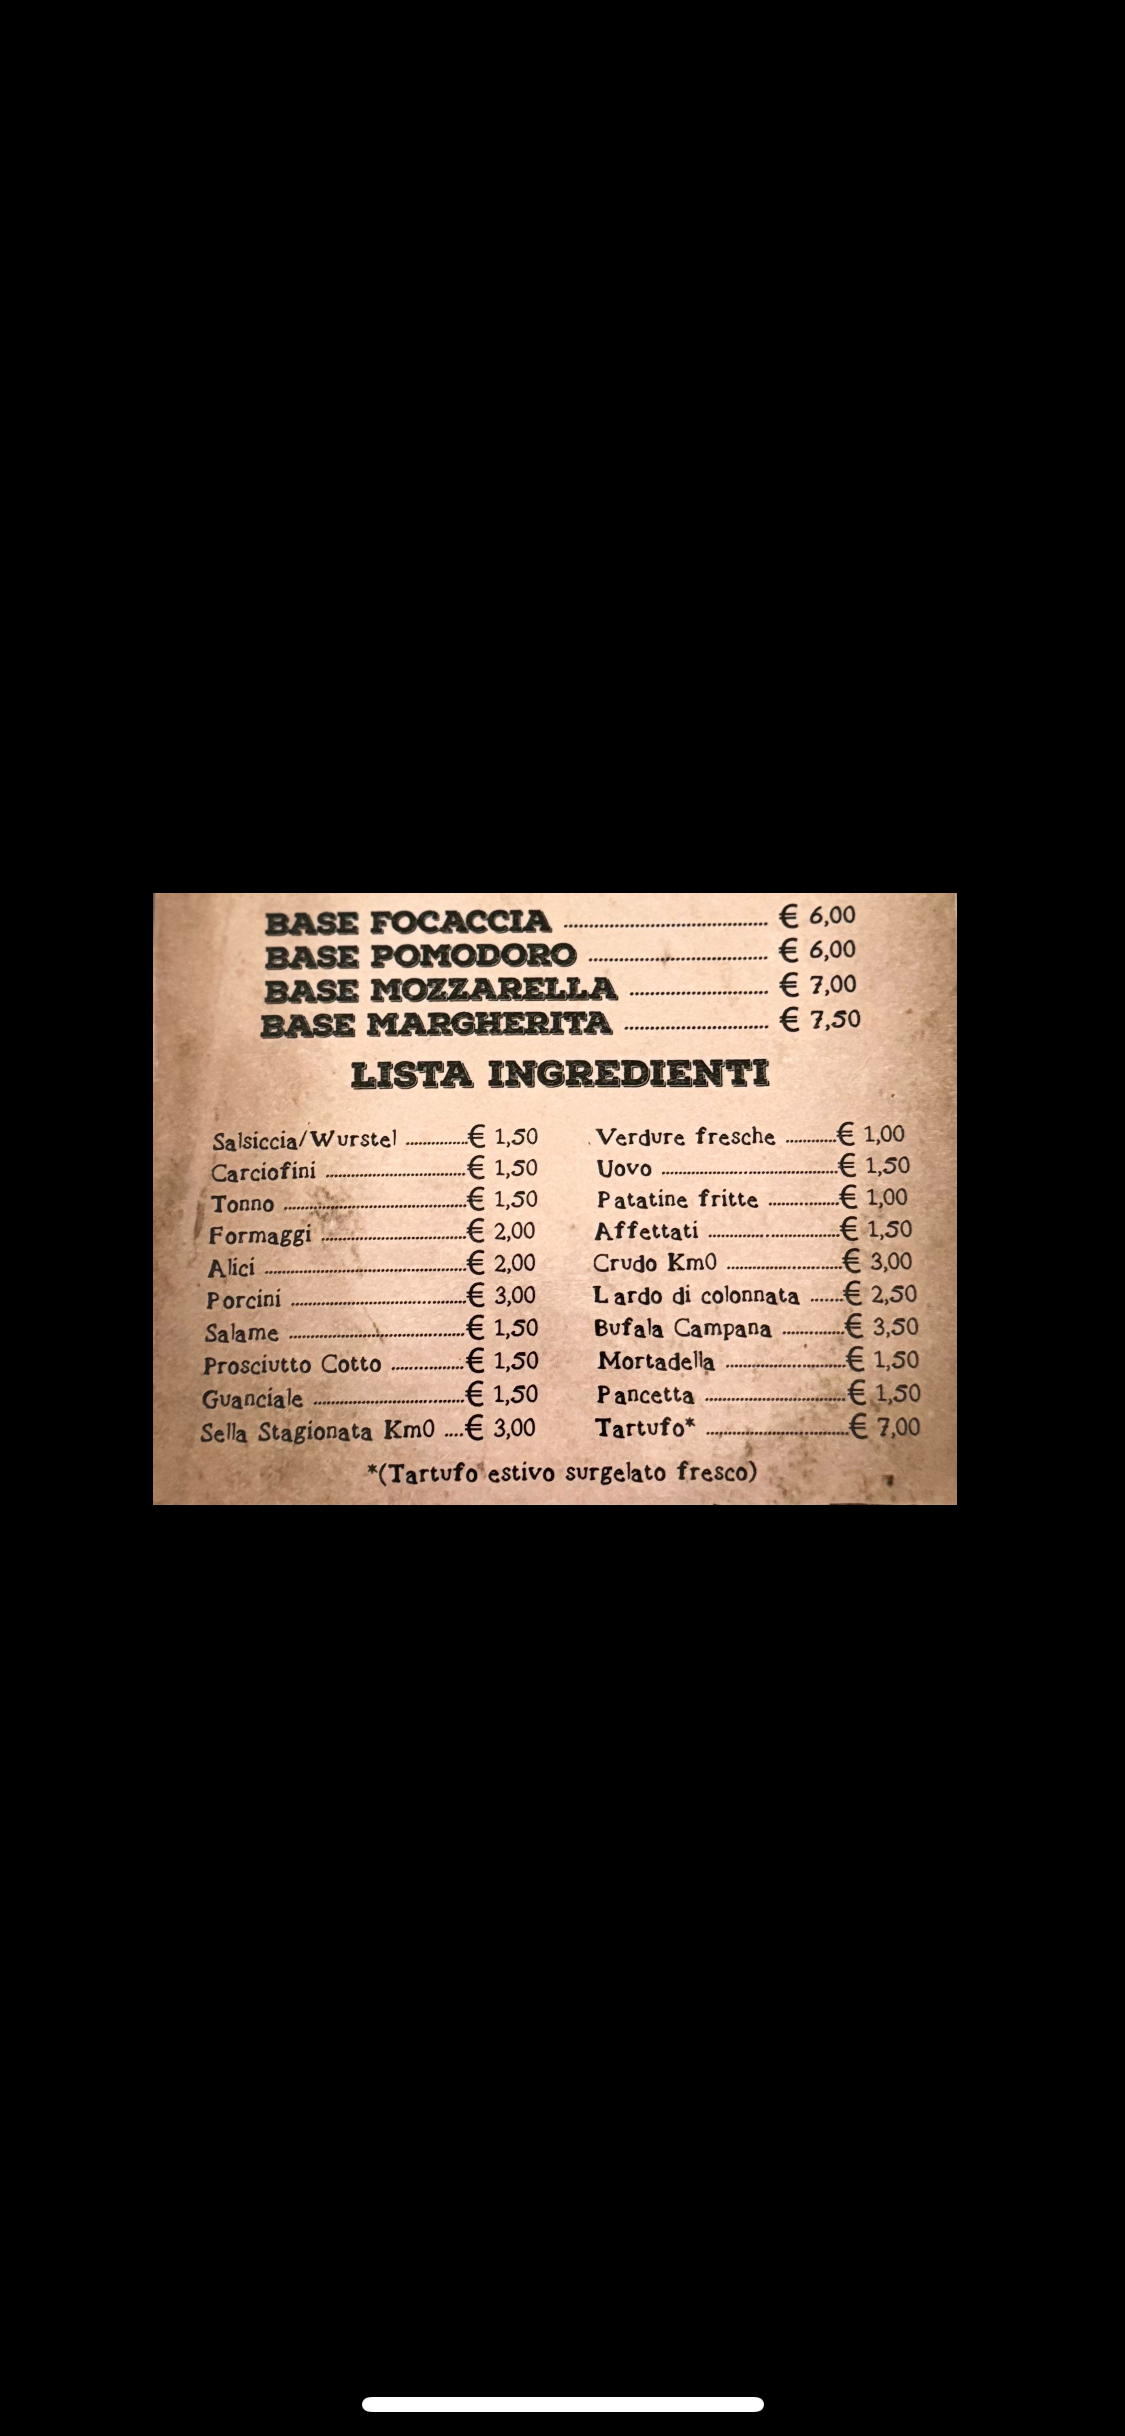 BASE FOCACCIA ........ € 6,00
BASE POMODORO ........ € 6,00
BASE MOZZARELLA ........ € 7,00
BASE MARGHERITA ........ € 7,50
LISTA INGREDIENTI
Salsiccia/Wurstel ........€ 1,50
Carciofini ........€ 1,50
Tonno ........€ 1,50
Formaggi ........€ 2,00
Alici ........€ 2,00
Porcini ........€ 3,00
Salame ........€ 1,50
Prosciutto Cotto ........€ 1,50
Guanciale ........€ 1,50
Sella Stagionata Km0 ....€ 3,00
Verdure fresche ........€ 1,00
Uovo ........€ 1,50
Patatine fritte ........€ 1,00
Affettati ........€ 1,50
Crudo Km0 ........€ 3,00
Lardo di colonnata .......€ 2,50
Bufala Campana ........€ 3,50
Mortadella ........€ 1,50
Pancetta ........€ 1,50
Tartufo* ........€ 7,00
*(Tartufo estivo surgelato fresco)